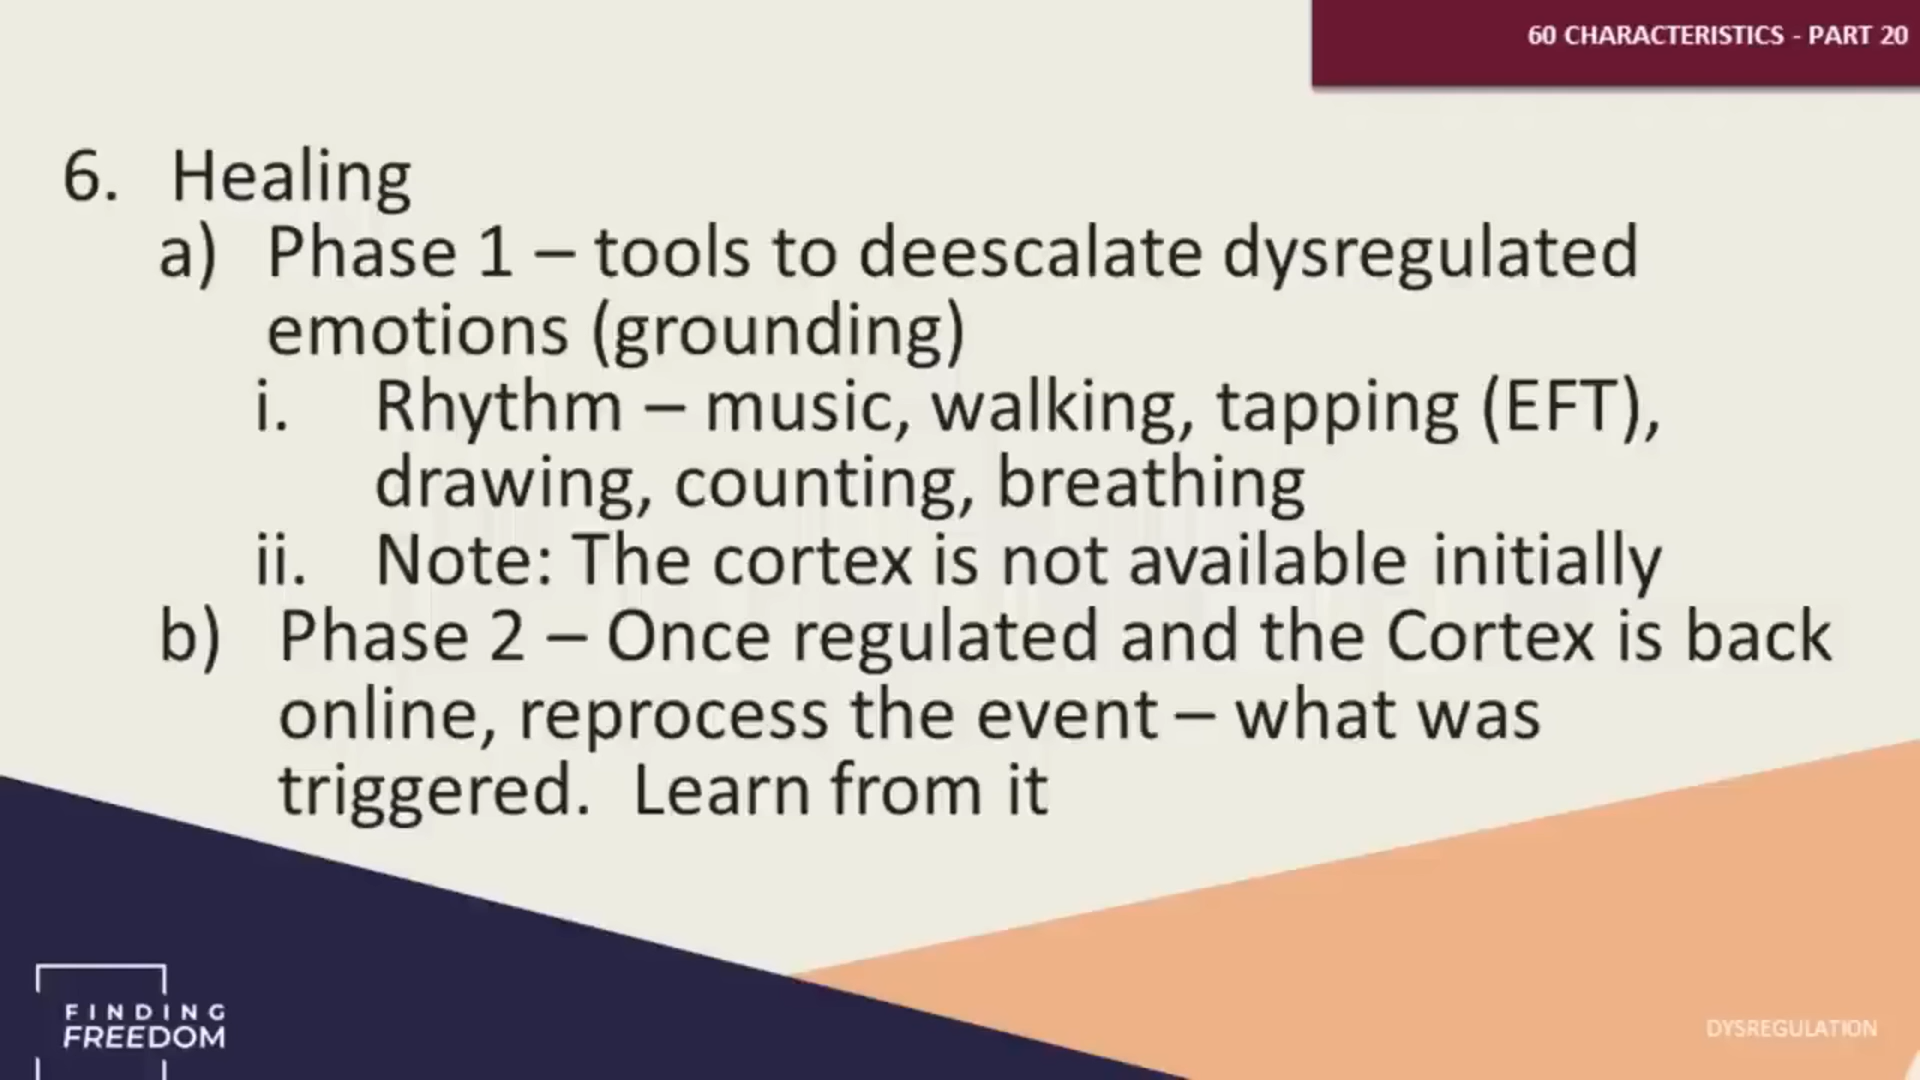 60 CHARACTERISTICS - PART 20
6. Healing
a) Phase 1 – tools to deescalate dysregulated
emotions (grounding)
i. Rhythm – music, walking, tapping (EFT),
drawing, counting, breathing
ii. Note: The cortex is not available initially
b) Phase 2 – Once regulated and the Cortex is back
online, reprocess the event – what was
triggered. Learn from it
FINDING
FREEDOM
DYSREGULATION